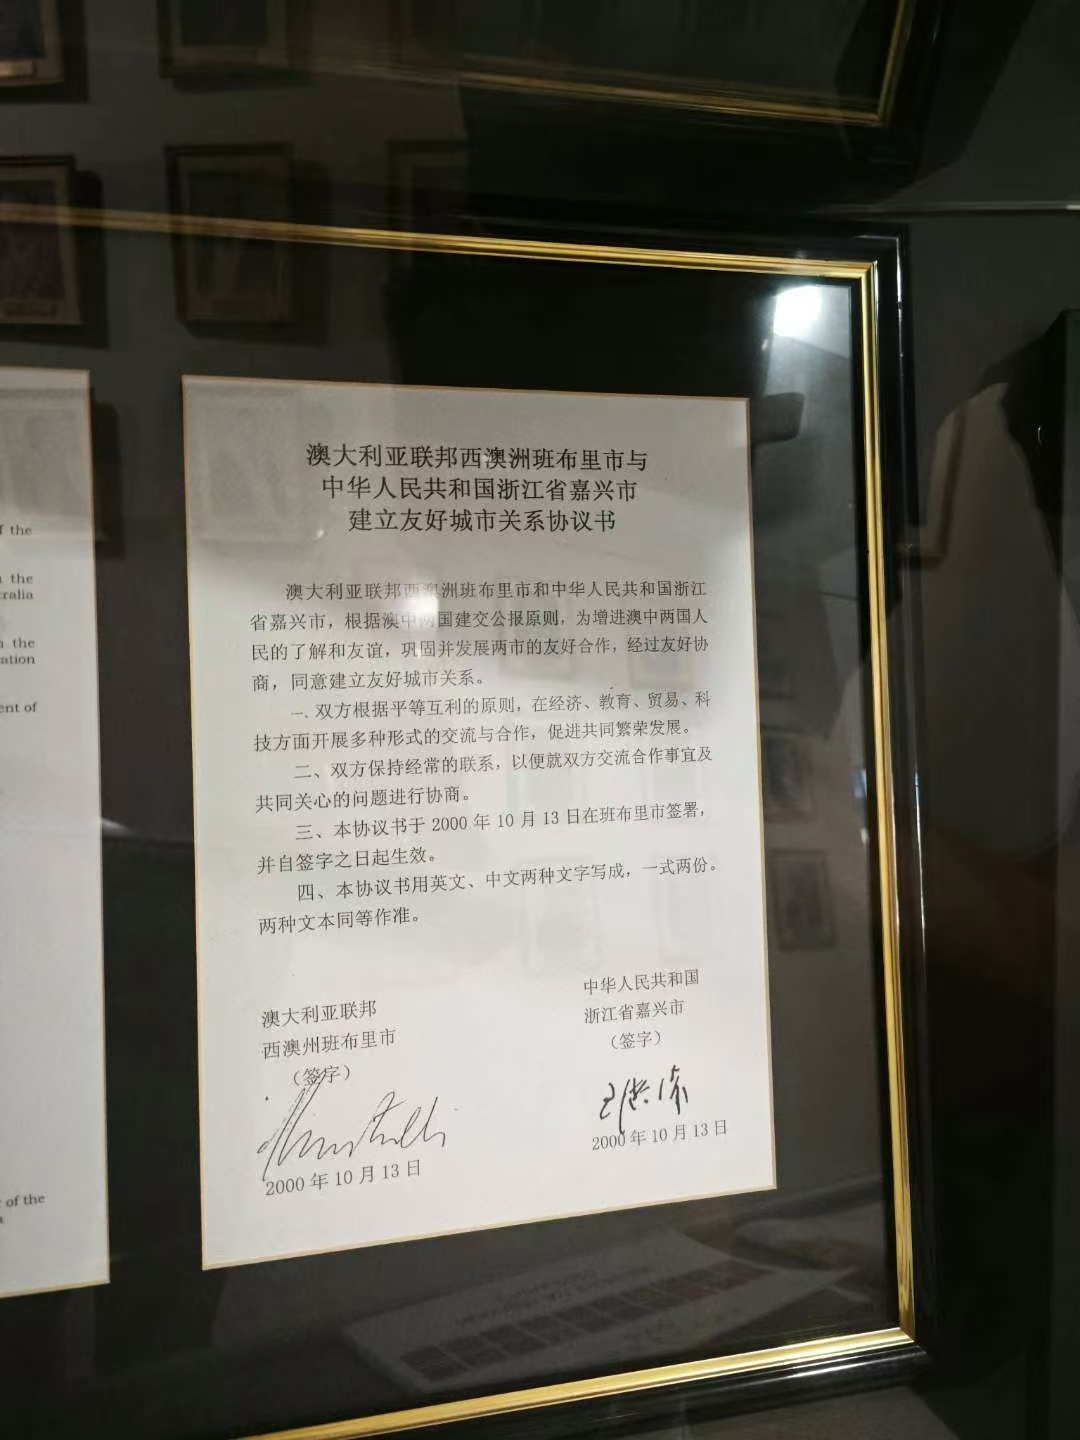 f the
the
tralia
the
ation
ent of
of the
澳大利亚联邦西澳洲班布里市与
中华人民共和国浙江省嘉兴市
建立友好城市关系协议书
澳大利亚联邦西澳洲班布里市和中华人民共和国浙江
省嘉兴市，根据澳中两国建交公报原则，为增进澳中两国人
民的了解和友谊，巩固并发展两市的友好合作，经过友好协
商，同意建立友好城市关系。
一、双方根据平等互利的原则，在经济、教育、贸易、科
技方面开展多种形式的交流与合作，促进共同繁荣发展。
二、双方保持经常的联系，以便就双方交流合作事宜及
共同关心的问题进行协商。
三、本协议书于 2000 年 10 月 13 日在班布里市签署，
并自签字之日起生效。
四、本协议书用英文、中文两种文字写成，一式两份。
两种文本同等作准。
澳大利亚联邦
西澳州班布里市
（签字）
2000 年 10 月 13 日
中华人民共和国
浙江省嘉兴市
（签字）
2000 年 10 月 13 日